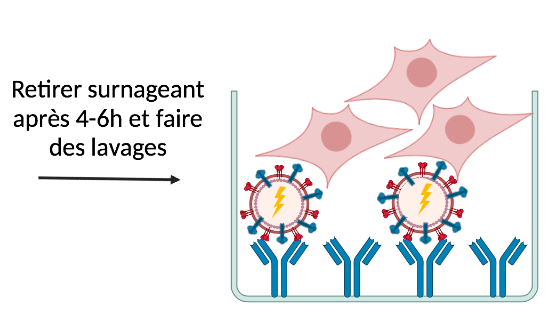 Retirer surnageant
après 4-6h et faire
des lavages